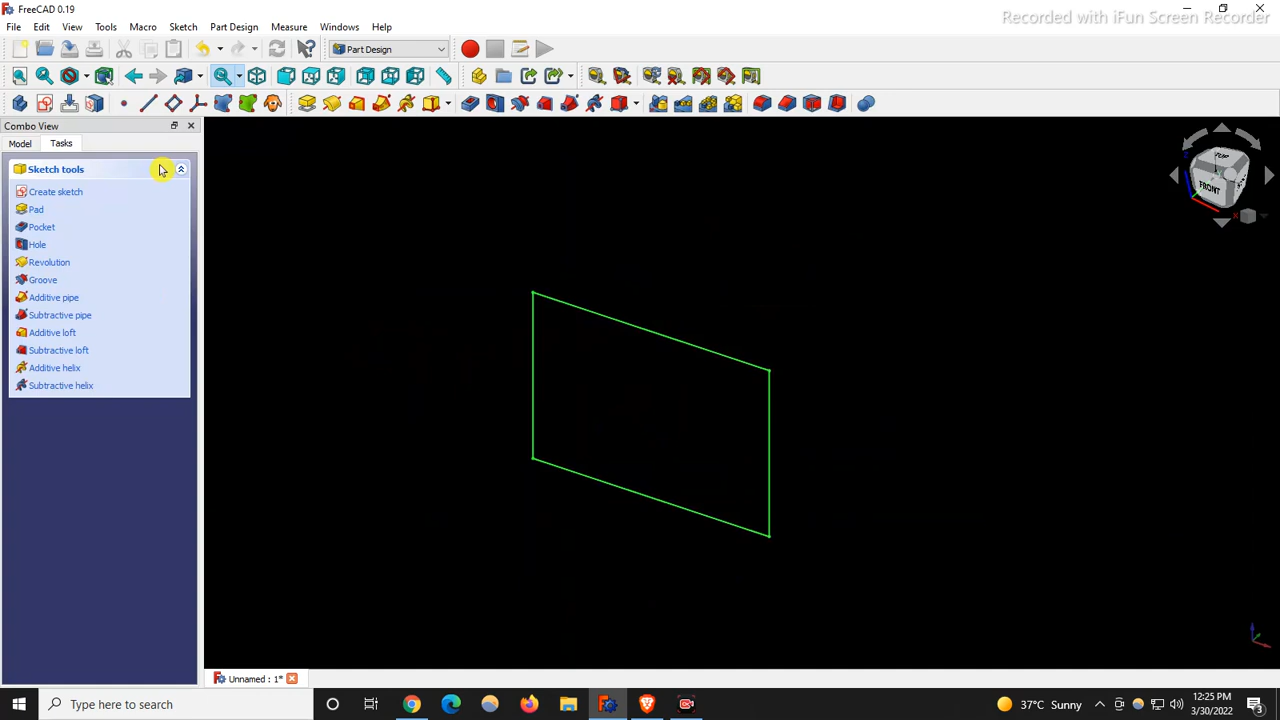 FreeCAD 0.19
Recorded with iFun Screen Recorder
File Edit View Tools Macro Sketch Part Design Measure Windows Help
Part Design
Combo View
Model Tasks
Sketch tools
Create sketch
Pad
Pocket
Hole
Revolution
Groove
Additive pipe
Subtractive pipe
Additive loft
Subtractive loft
Additive helix
Subtractive helix
TOP
FRONT
Unnamed : 1*
Type here to search
37°C Sunny
12:25 PM
3/30/2022
3